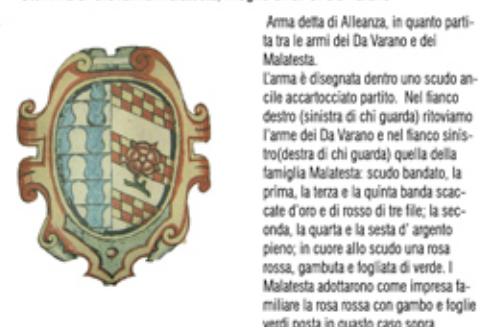 Arma detta di Alleanza, in quanto parti-
ta tra le armi dei Da Varano e dei
Malatesta.
L'arma è disegnata dentro uno scudo an-
cile accartocciato partito. Nel fianco
destro (sinistra di chi guarda) ritoviamo
l'arme dei Da Varano e nel fianco sinis-
tro(destra di chi guarda) quella della
famiglia Malatesta: scudo bandato, la
prima, la terza e la quinta banda scac-
cate d'oro e di rosso di tre file; la sec-
onda, la quarta e la sesta d' argento
pieno; in cuore allo scudo una rosa
rossa, gambuta e fogliata di verde. I
Malatesta adottarono come impresa fa-
miliare la rosa rossa con gambo e foglie
verdi posta in questo caso sopra